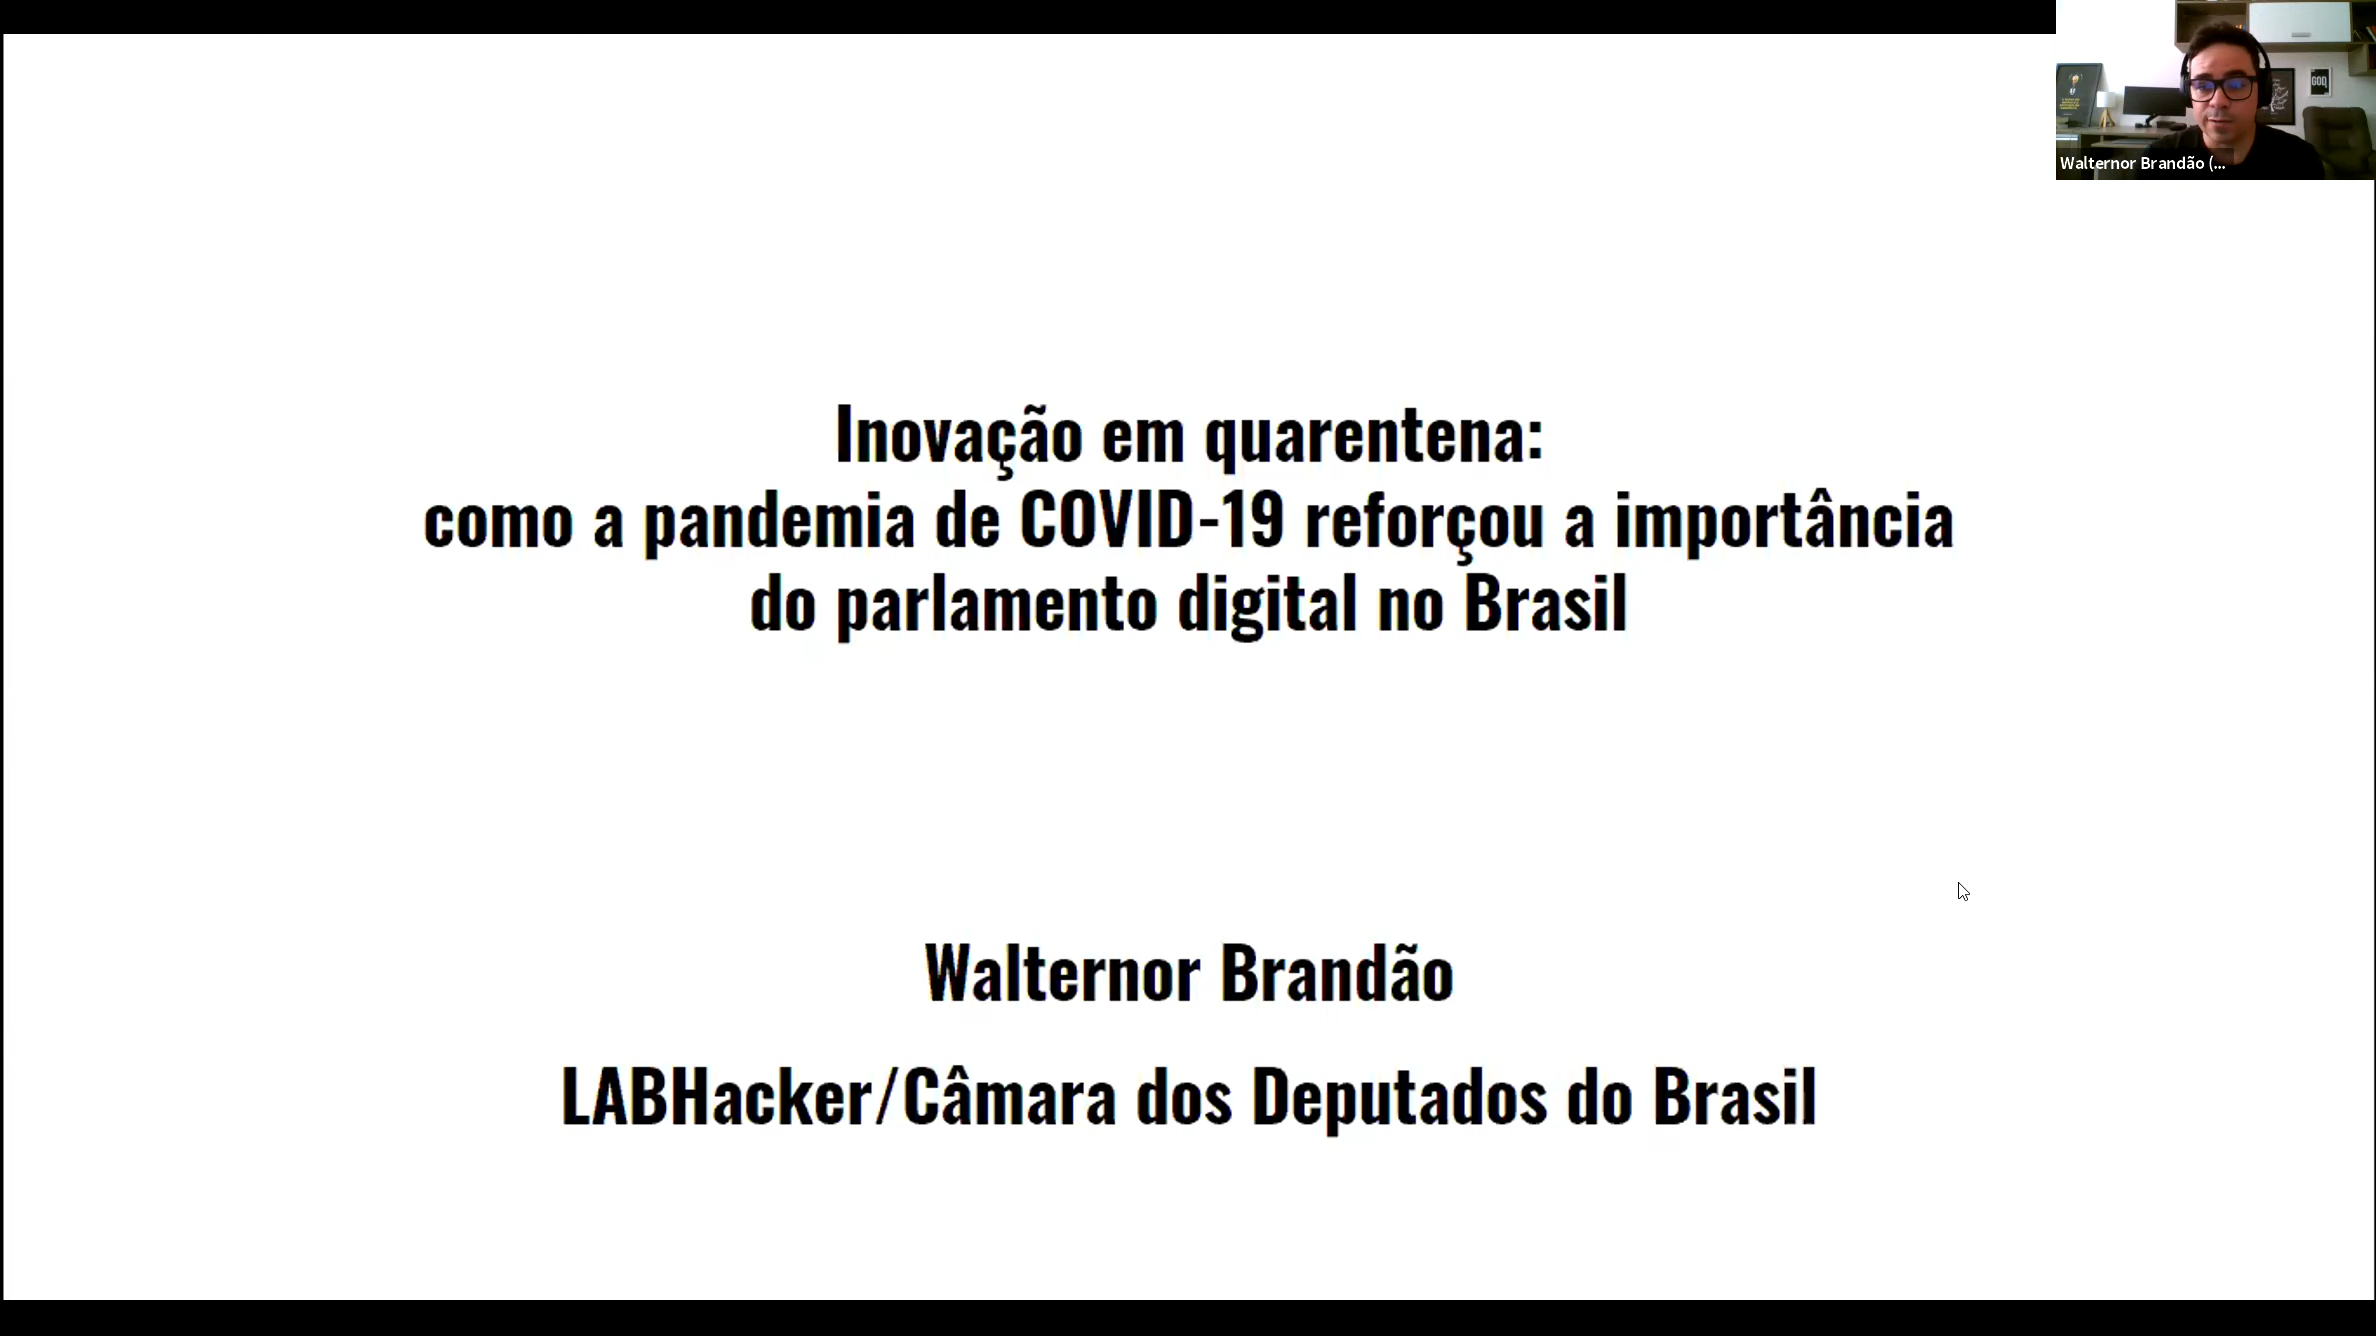 Inovação em quarentena:
como a pandemia de COVID-19 reforçou a importância
do parlamento digital no Brasil
Walternor Brandão
LABHacker/Câmara dos Deputados do Brasil
Walternor Brandão (...
GOD